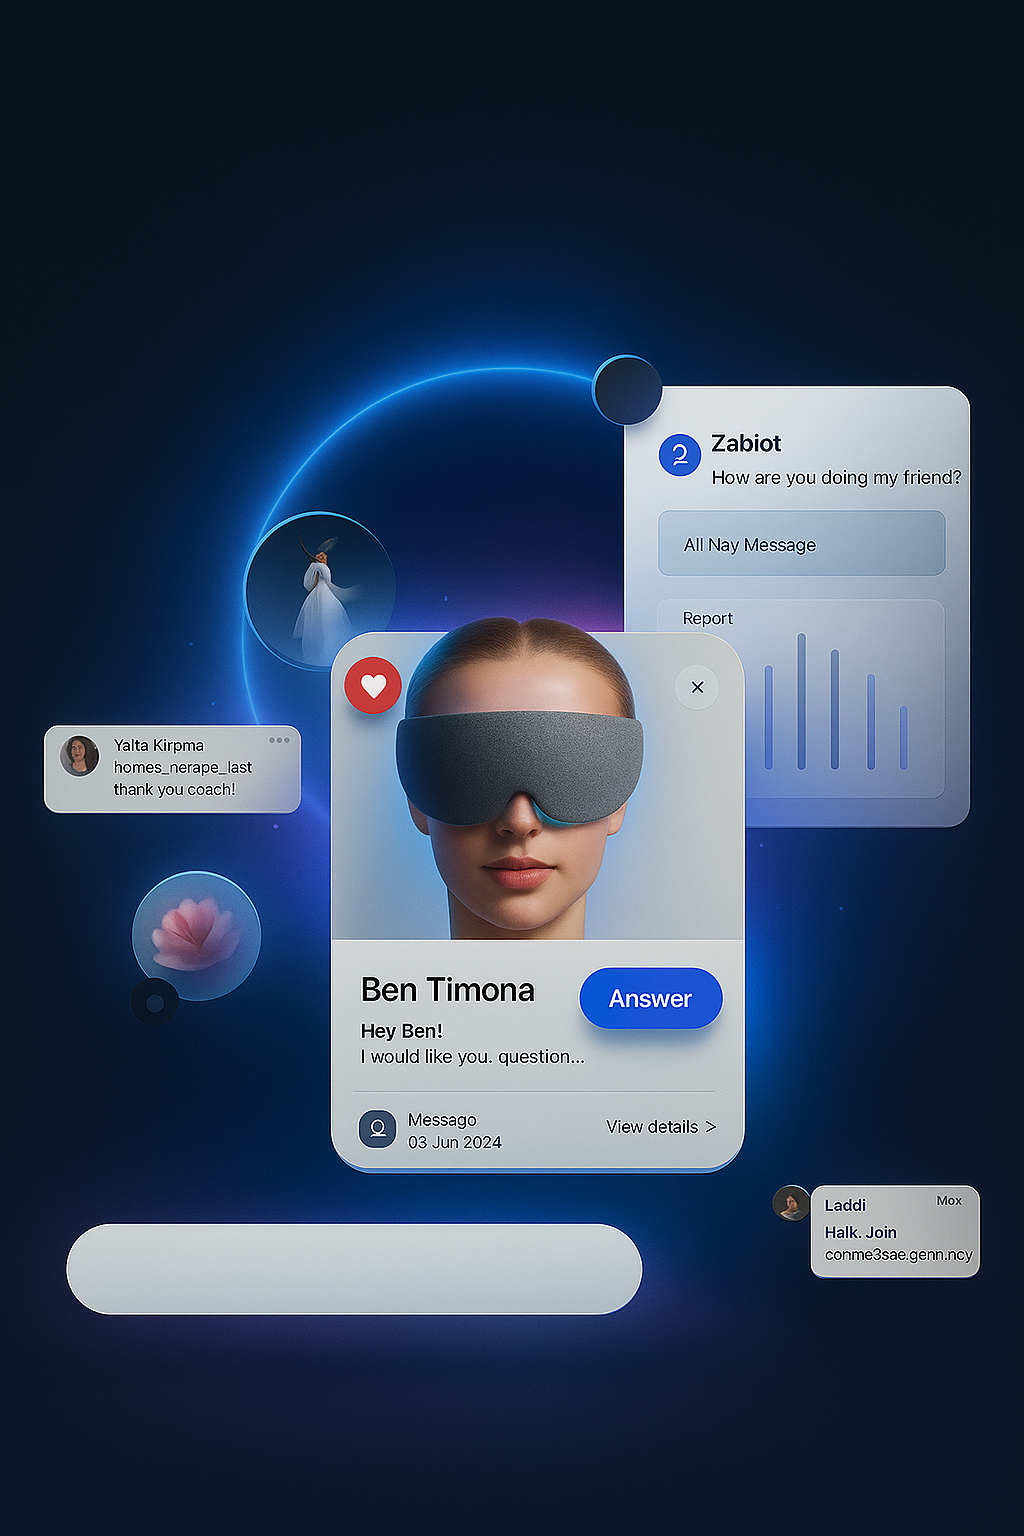 Zabiot
How are you doing my friend?
All Nay Message
Report
Yalta Kirpma
homes_nerape_last
thank you coach!
Ben Timona
Answer
Hey Ben!
I would like you. question...
Messago
03 Jun 2024
View details >
Laddi
Mox
Halk. Join
conme3sae.genn.ncy